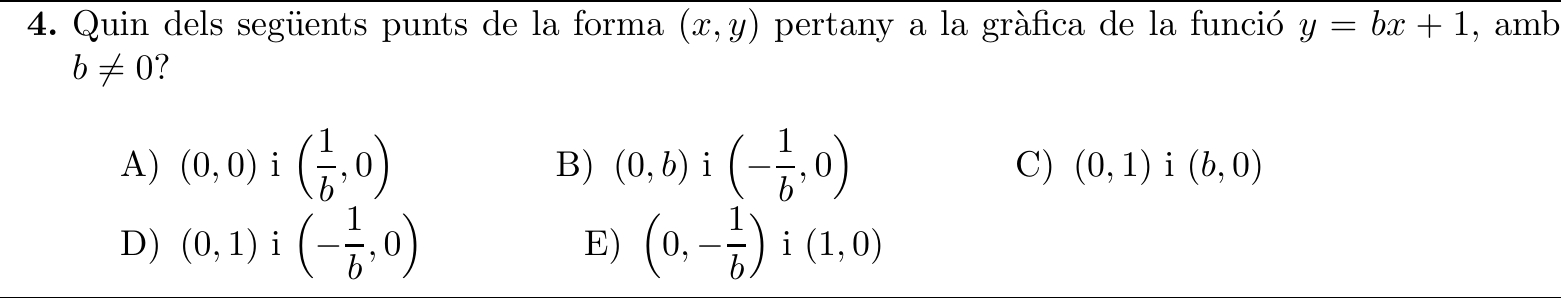 4. Quin dels següents punts de la forma (x, y) pertany a la gràfica de la funció y = bx + 1, amb
b ≠ 0?
A) (0, 0) i (1/b, 0) B) (0, b) i (−1/b, 0) C) (0, 1) i (b, 0)
D) (0, 1) i (−1/b, 0) E) (0, −1/b) i (1, 0)